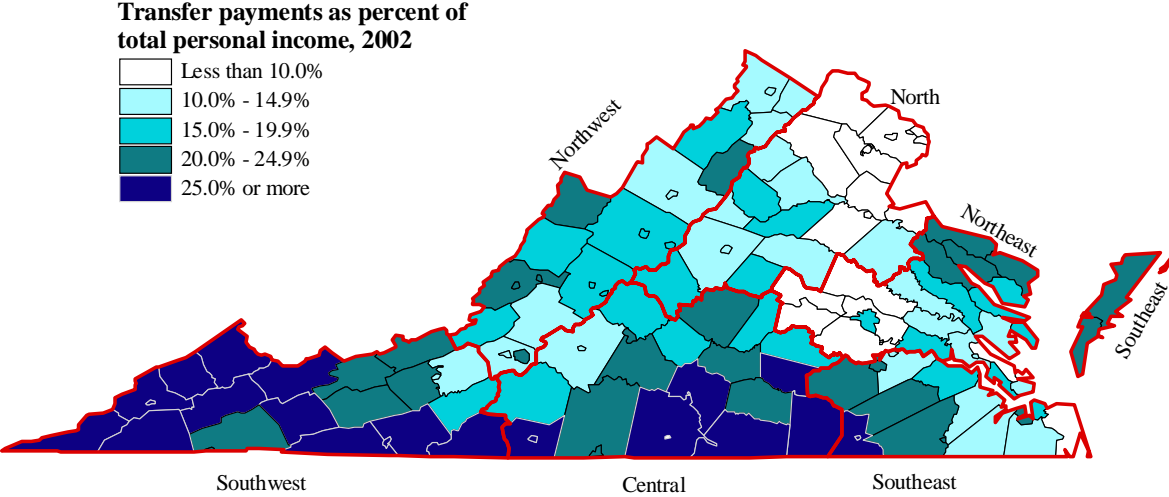 Transfer payments as percent of
total personal income, 2002
Less than 10.0%
10.0% - 14.9%
15.0% - 19.9%
20.0% - 24.9%
25.0% or more
North
Northwest
Northeast
Southeast
Southwest
Central
Southeast